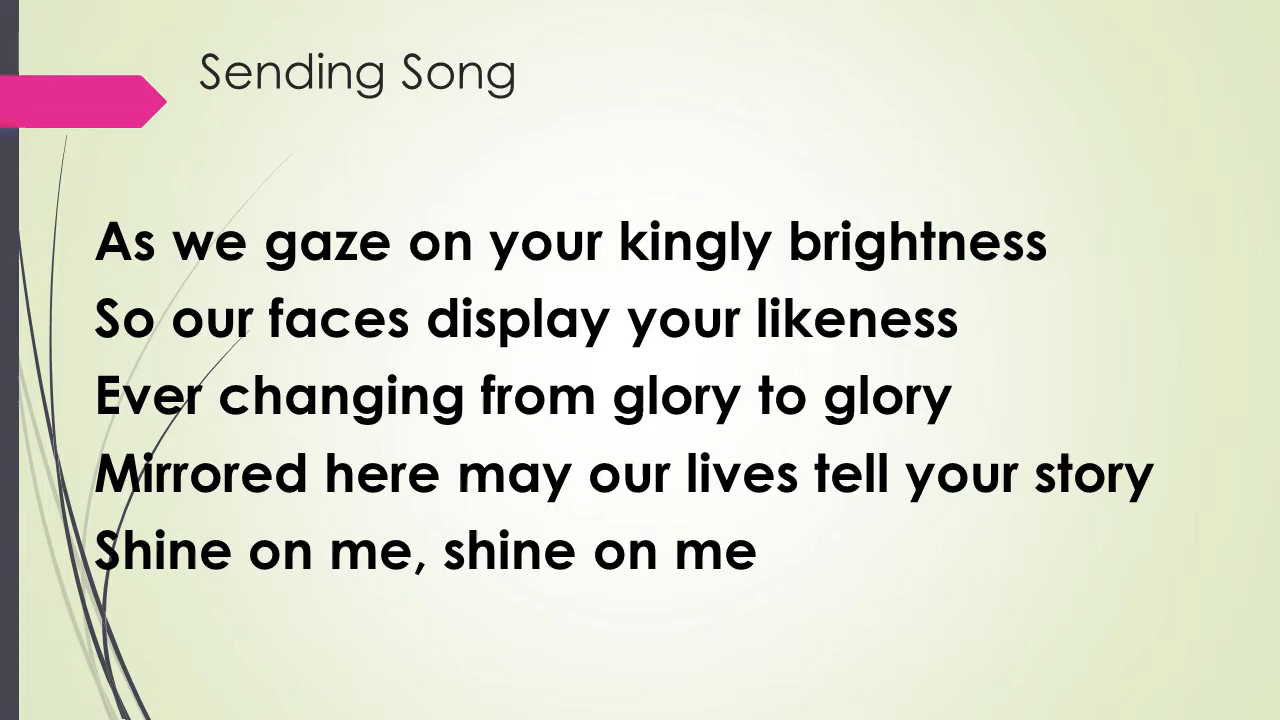 Sending Song
As we gaze on your kingly brightness
So our faces display your likeness
Ever changing from glory to glory
Mirrored here may our lives tell your story
Shine on me, shine on me